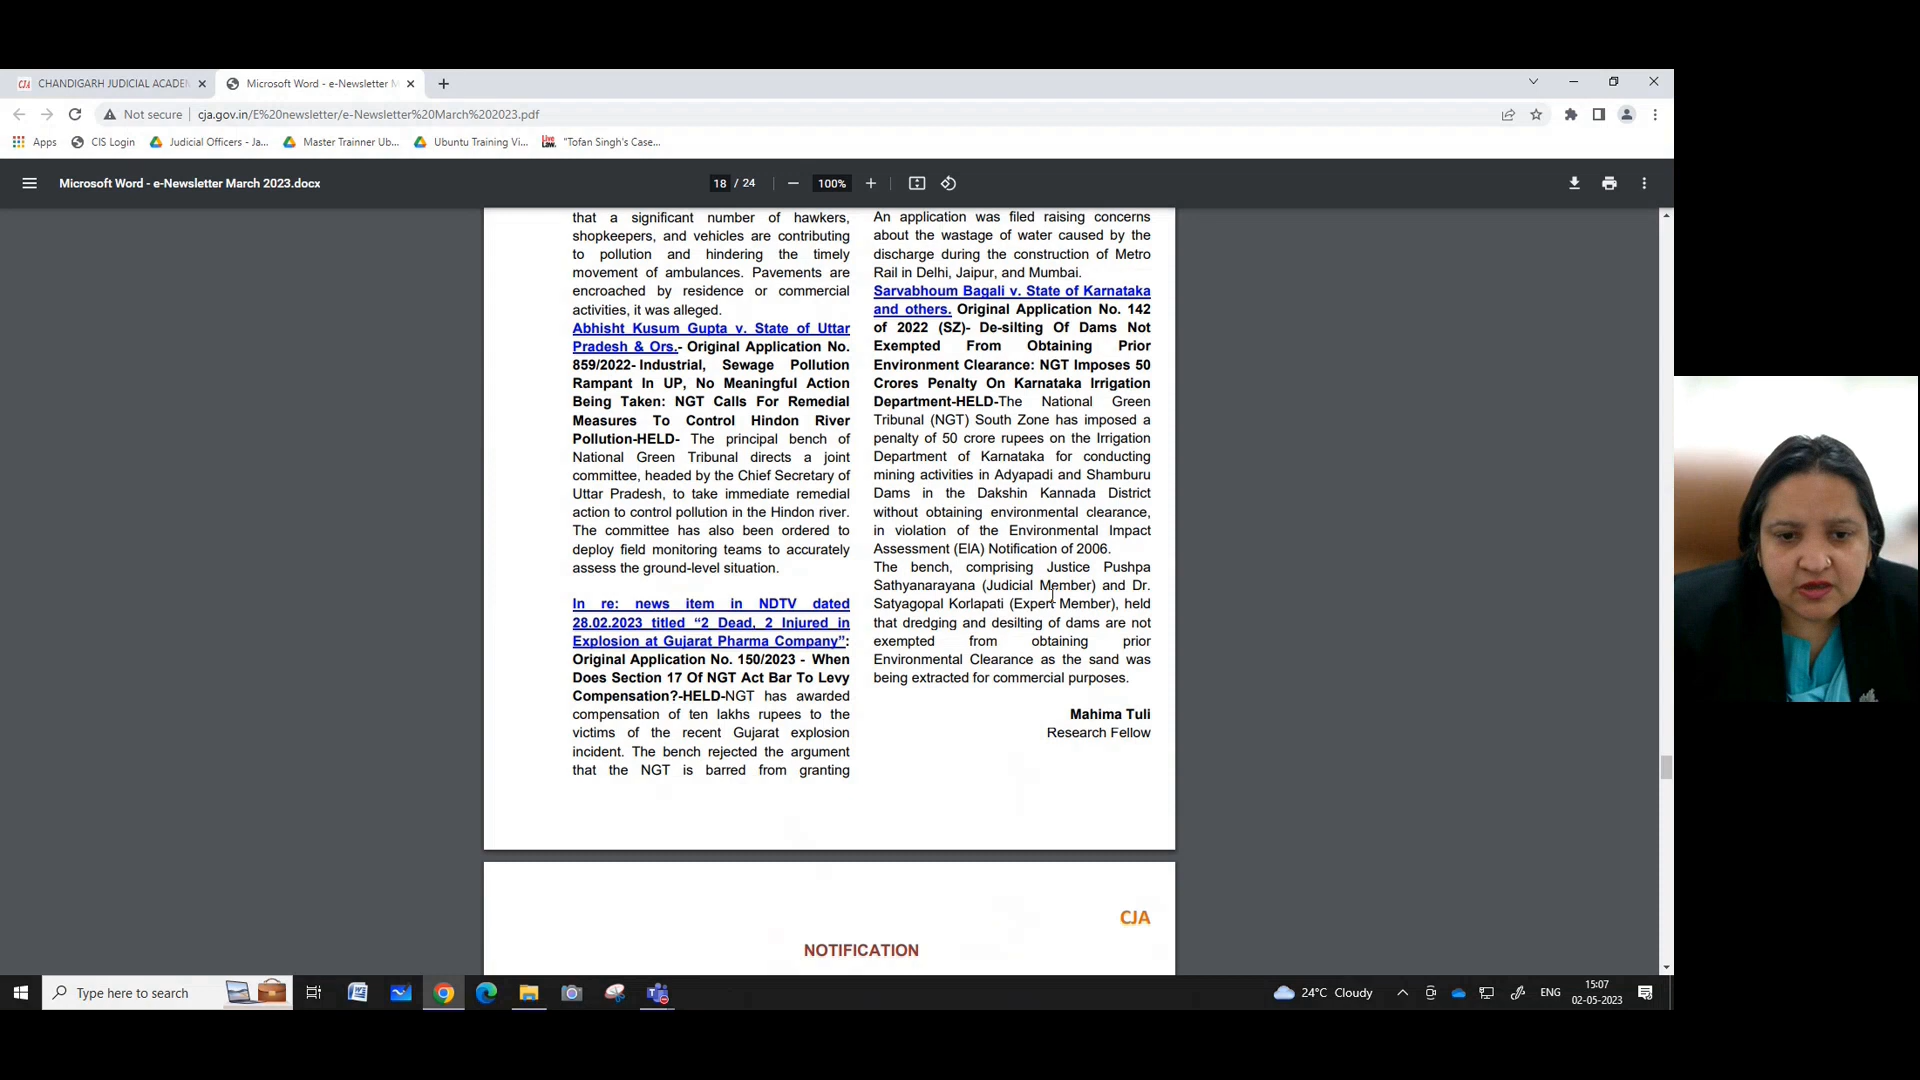 CHANDIGARH JUDICIAL ACADEM
Microsoft Word - e-Newsletter M
Not secure
cja.gov.in/E%20newsletter/e-Newsletter%20March%202023.pdf
Apps
CIS Login
Judicial Officers - Ja...
Master Trainner Ub...
Ubuntu Training Vi...
"Tofan Singh's Case...
Microsoft Word - e-Newsletter March 2023.docx
18 / 24
100%
that a significant number of hawkers,
shopkeepers, and vehicles are contributing
to pollution and hindering the timely
movement of ambulances. Pavements are
encroached by residence or commercial
activities, it was alleged.
Abhisht Kusum Gupta v. State of Uttar
Pradesh & Ors.- Original Application No.
859/2022- Industrial, Sewage Pollution
Rampant In UP, No Meaningful Action
Being Taken: NGT Calls For Remedial
Measures To Control Hindon River
Pollution-HELD- The principal bench of
National Green Tribunal directs a joint
committee, headed by the Chief Secretary of
Uttar Pradesh, to take immediate remedial
action to control pollution in the Hindon river.
The committee has also been ordered to
deploy field monitoring teams to accurately
assess the ground-level situation.
In re: news item in NDTV dated
28.02.2023 titled “2 Dead, 2 Injured in
Explosion at Gujarat Pharma Company”:
Original Application No. 150/2023 - When
Does Section 17 Of NGT Act Bar To Levy
Compensation?-HELD-NGT has awarded
compensation of ten lakhs rupees to the
victims of the recent Gujarat explosion
incident. The bench rejected the argument
that the NGT is barred from granting
An application was filed raising concerns
about the wastage of water caused by the
discharge during the construction of Metro
Rail in Delhi, Jaipur, and Mumbai.
Sarvabhoum Bagali v. State of Karnataka
and others. Original Application No. 142
of 2022 (SZ)- De-silting Of Dams Not
Exempted From Obtaining Prior
Environment Clearance: NGT Imposes 50
Crores Penalty On Karnataka Irrigation
Department-HELD-The National Green
Tribunal (NGT) South Zone has imposed a
penalty of 50 crore rupees on the Irrigation
Department of Karnataka for conducting
mining activities in Adyapadi and Shamburu
Dams in the Dakshin Kannada District
without obtaining environmental clearance,
in violation of the Environmental Impact
Assessment (EIA) Notification of 2006.
The bench, comprising Justice Pushpa
Sathyanarayana (Judicial Member) and Dr.
Satyagopal Korlapati (Expert Member), held
that dredging and desilting of dams are not
exempted from obtaining prior
Environmental Clearance as the sand was
being extracted for commercial purposes.
Mahima Tuli
Research Fellow
CJA
NOTIFICATION
Type here to search
24°C Cloudy
ENG
15:07
02-05-2023